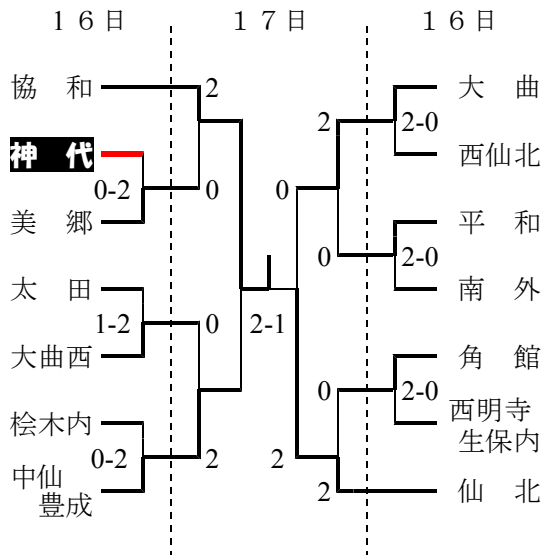 １６日 １７日 １６日
協 和 2 大 曲
2 2-0
神 代 西仙北
0-2 0 0
美 郷 平 和
0 2-0
太 田 南 外
1-2 0 2-1
大曲西 角 館
0 2-0
桧木内 西明寺
生保内
0-2 2 2
中仙
豊成 2 仙 北